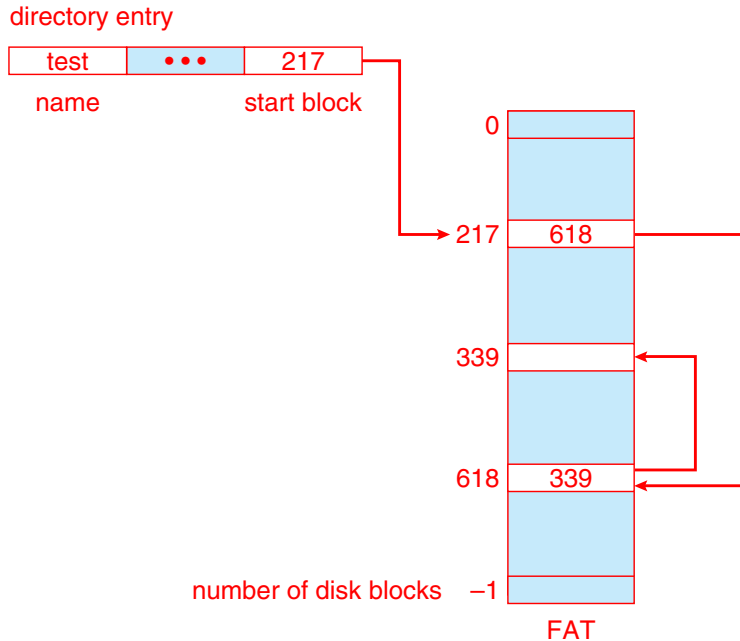 directory entry
test ••• 217
name start block
0
217 618
339
618 339
number of disk blocks –1
FAT